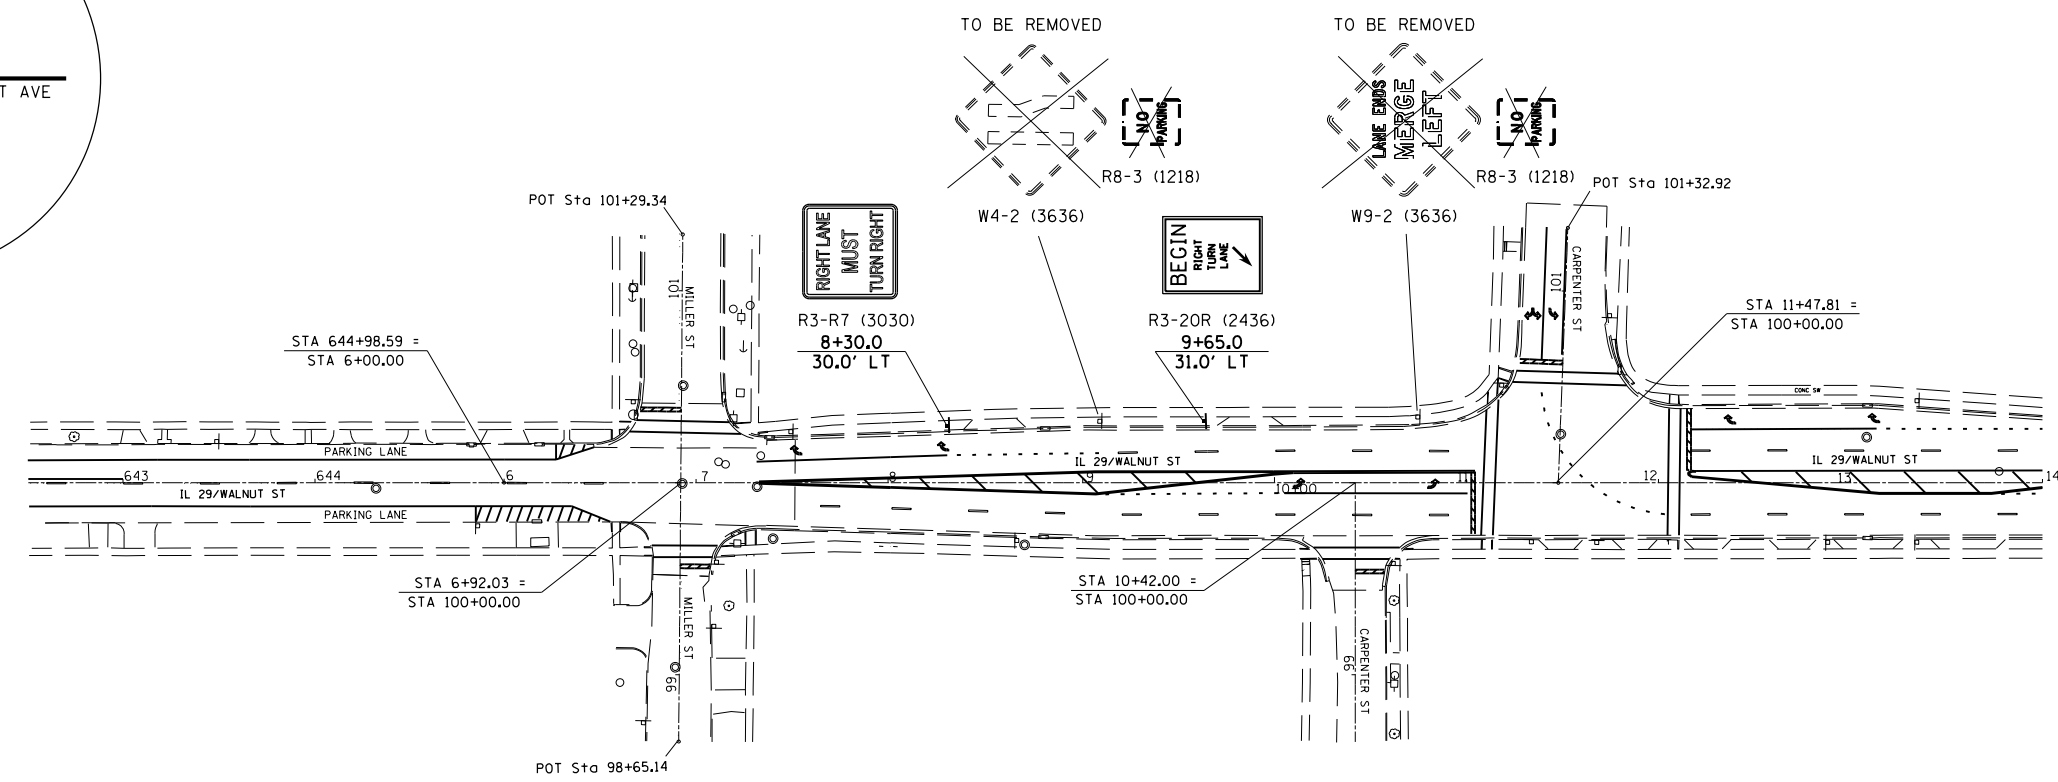 T AVE
TO BE REMOVED
TO BE REMOVED
LANE ENDS
MERGE
LEFT
NO
PARKING
NO
PARKING
R8-3 (1218)
R8-3 (1218)
POT Sta 101+32.92
POT Sta 101+29.34
W4-2 (3636)
W9-2 (3636)
RIGHT LANE
MUST
TURN RIGHT
BEGIN
RIGHT
TURN
LANE
R3-R7 (3030)
8+30.0
30.0' LT
R3-20R (2436)
9+65.0
31.0' LT
101
MILLER ST
101
CARPENTER ST
STA 11+47.81 =
STA 100+00.00
STA 644+98.59 =
STA 6+00.00
CONC SW
PARKING LANE
IL 29/WALNUT ST
IL 29/WALNUT ST
643
644
6
7
8
9
10+00
11
12
13
14
IL 29/WALNUT ST
PARKING LANE
STA 6+92.03 =
STA 100+00.00
STA 10+42.00 =
STA 100+00.00
MILLER ST
99
CARPENTER ST
99
POT Sta 98+65.14